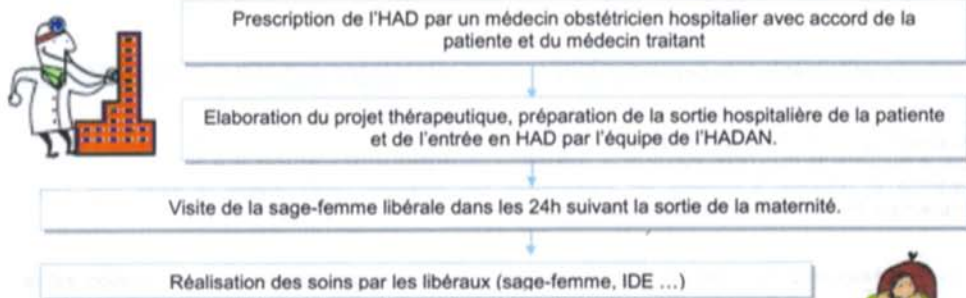 Prescription de l'HAD par un médecin obstétricien hospitalier avec accord de la
patiente et du médecin traitant
Elaboration du projet thérapeutique, préparation de la sortie hospitalière de la patiente
et de l'entrée en HAD par l'équipe de l'HADAN.
Visite de la sage-femme libérale dans les 24h suivant la sortie de la maternité.
Réalisation des soins par les libéraux (sage-femme, IDE ...)